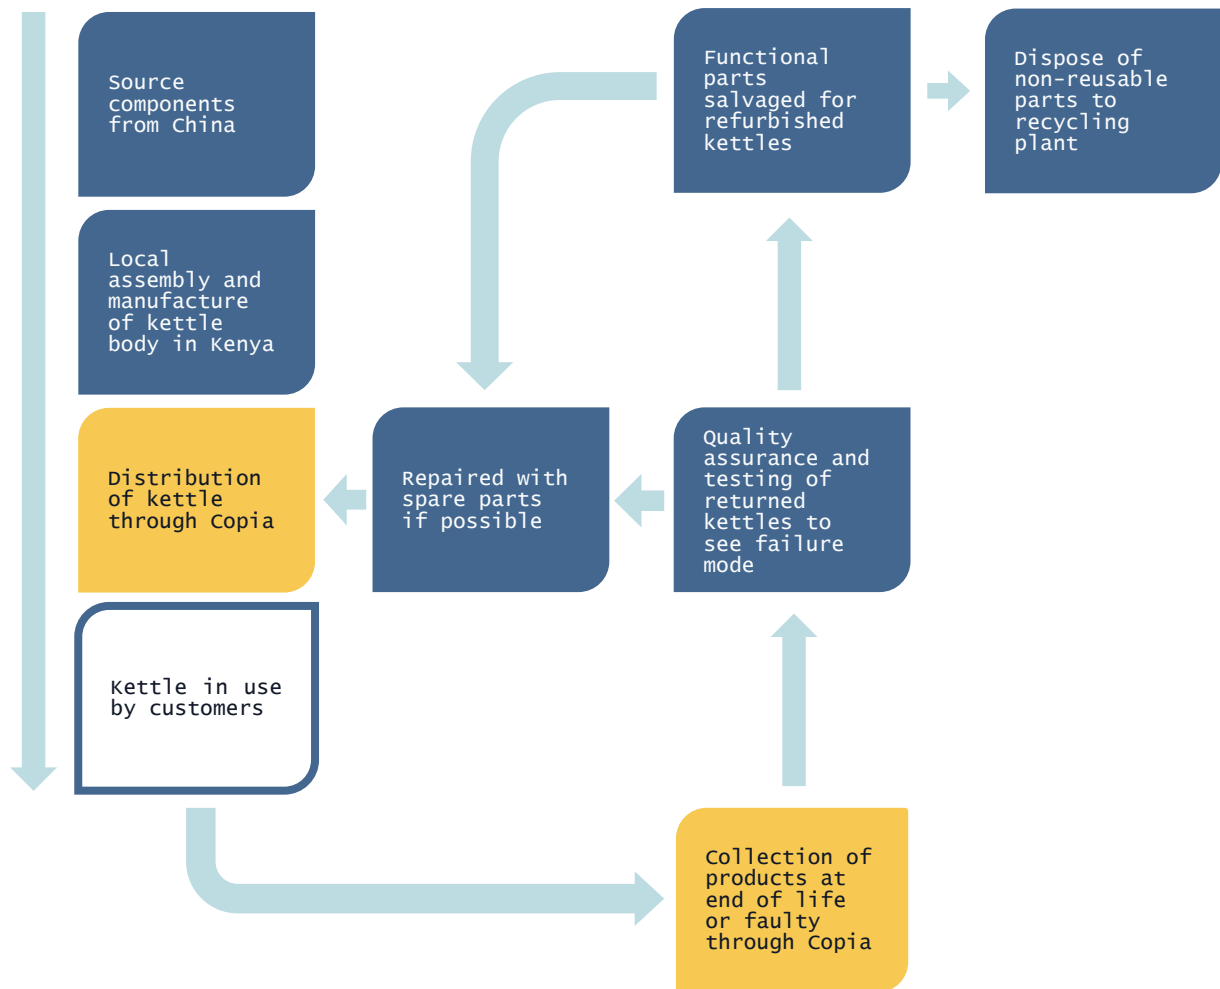 Source
components
from China
Local
assembly and
manufacture
of kettle
body in Kenya
Distribution
of kettle
through Copia
Kettle in use
by customers
Collection of
products at
end of life
or faulty
through Copia
Quality
assurance and
testing of
returned
kettles to
see failure
mode
Repaired with
spare parts
if possible
Functional
parts
salvaged for
refurbished
kettles
Dispose of
non-reusable
parts to
recycling
plant